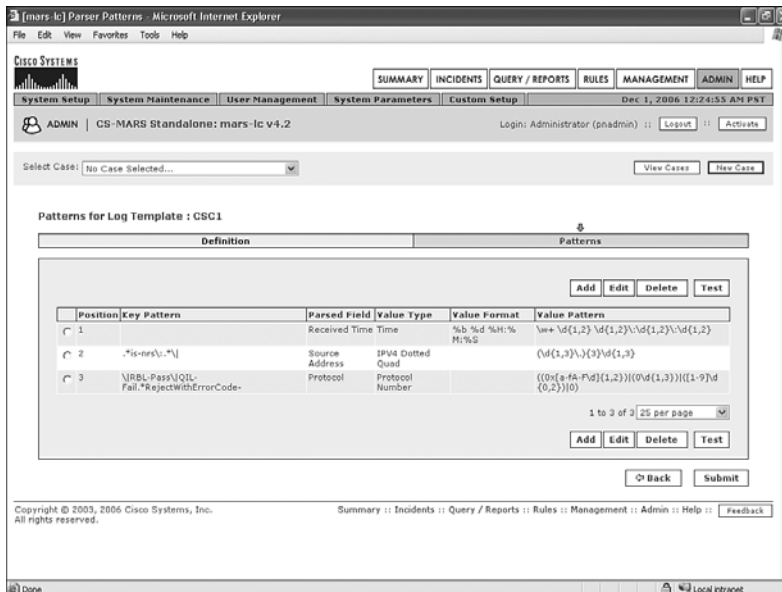 [mars-lc] Parser Patterns - Microsoft Internet Explorer
File Edit View Favorites Tools Help
CISCO SYSTEMS
SUMMARY INCIDENTS QUERY / REPORTS RULES MANAGEMENT ADMIN HELP
System Setup System Maintenance User Management System Parameters Custom Setup Dec 1, 2006 12:24:55 AM PST
ADMIN | CS-MARS Standalone: mars-lc v4.2 Login: Administrator (pnadmin) :: Logout :: Activate
Select Case: No Case Selected... View Cases New Case
Patterns for Log Template : CSC1
Definition Patterns
Add Edit Delete Test
Position Key Pattern Parsed Field Value Type Value Format Value Pattern
1 Received Time Time %b %d %H:% \w+ \d{1,2} \d{1,2}\:\d{1,2}\:\d{1,2}
M:%S
2 .*is-nrs\:.*\| Source IPV4 Dotted (\d{1,3}\.){3}\d{1,3}
Address Quad
3 \|RBL-Pass\|QIL- Protocol Protocol ((0x[a-fA-F\d]{1,2})|(0\d{1,3})|([1-9]\d
Fail.*RejectWithErrorCode- Number {0,2})|0)
1 to 3 of 3 25 per page
Add Edit Delete Test
Back Submit
Copyright © 2003, 2006 Cisco Systems, Inc. Summary :: Incidents :: Query / Reports :: Rules :: Management :: Admin :: Help :: Feedback
All rights reserved.
Done Local intranet